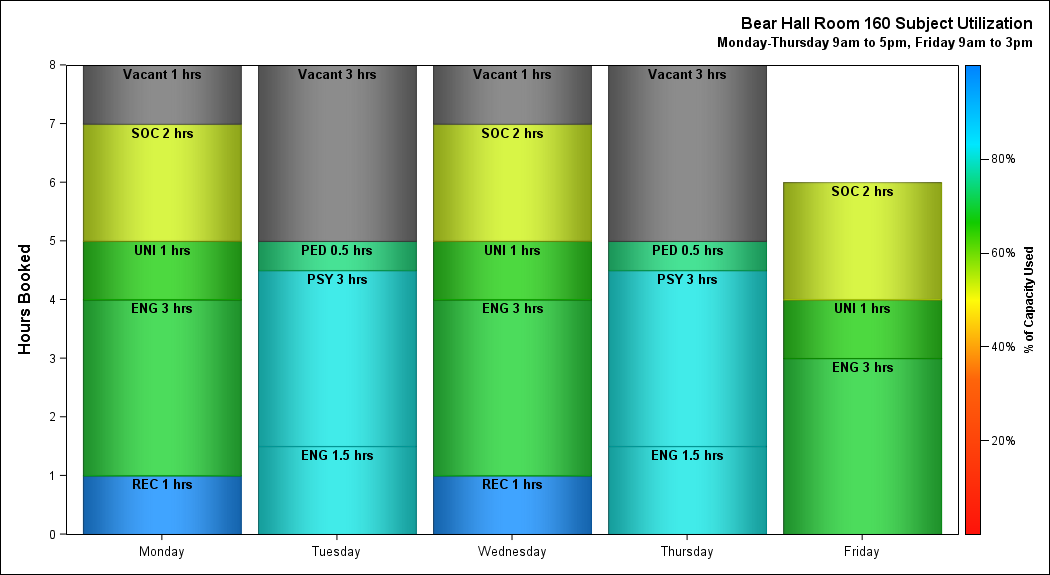 Bear Hall Room 160 Subject Utilization
Monday-Thursday 9am to 5pm, Friday 9am to 3pm
Hours Booked
8
7
6
5
4
3
2
1
0
Vacant 1 hrs
SOC 2 hrs
UNI 1 hrs
ENG 3 hrs
REC 1 hrs
Monday
Vacant 3 hrs
PED 0.5 hrs
PSY 3 hrs
ENG 1.5 hrs
Tuesday
Vacant 1 hrs
SOC 2 hrs
UNI 1 hrs
ENG 3 hrs
REC 1 hrs
Wednesday
Vacant 3 hrs
PED 0.5 hrs
PSY 3 hrs
ENG 1.5 hrs
Thursday
SOC 2 hrs
UNI 1 hrs
ENG 3 hrs
Friday
80%
60%
40%
20%
% of Capacity Used